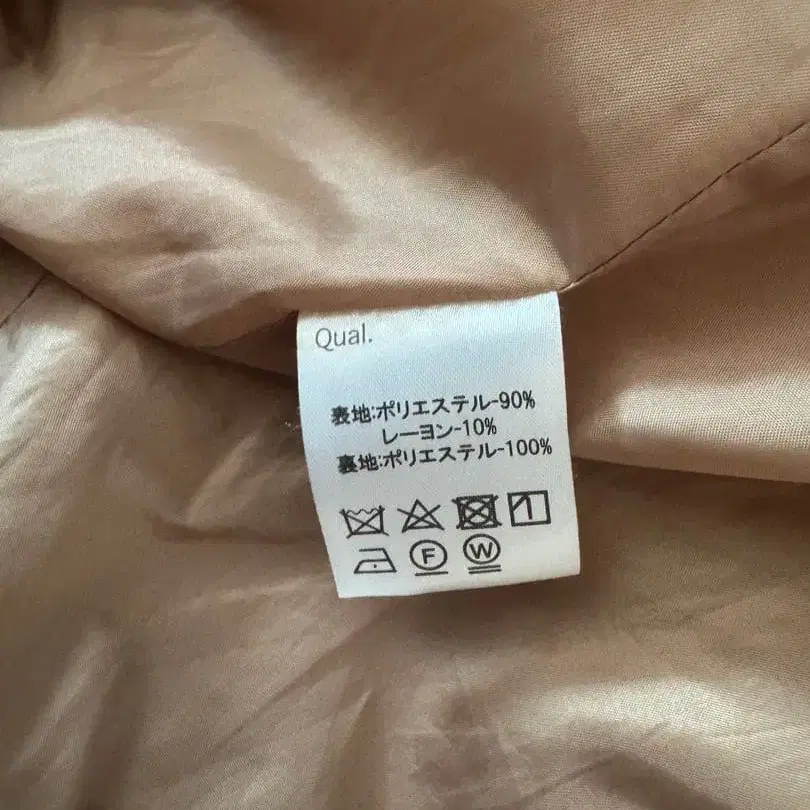 Qual.
表地:ポリエステル-90%
レーヨン-10%
裏地:ポリエステル-100%
F W